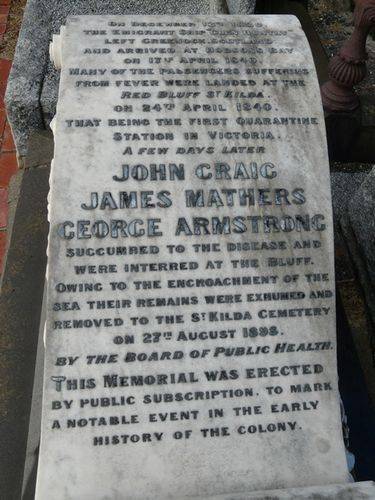 ON DECEMBER 13TH 1839
THE EMIGRANT SHIP "GLEN HUNTLY"
LEFT GREENOCK SCOTLAND
AND ARRIVED AT HOBSON'S BAY
ON 17TH APRIL 1840.
MANY OF THE PASSENGERS SUFFERING
FROM FEVER WERE LANDED AT THE
RED BLUFF ST KILDA.
ON 24TH APRIL 1840.
THAT BEING THE FIRST QUARANTINE
STATION IN VICTORIA.
A FEW DAYS LATER
JOHN CRAIG
JAMES MATHERS
GEORGE ARMSTRONG
SUCCUMBED TO THE DISEASE AND
WERE INTERRED AT THE BLUFF.
OWING TO THE ENCROACHMENT OF THE
SEA THEIR REMAINS WERE EXHUMED AND
REMOVED TO THE ST KILDA CEMETERY
ON 27TH AUGUST 1898.
BY THE BOARD OF PUBLIC HEALTH.
THIS MEMORIAL WAS ERECTED
BY PUBLIC SUBSCRIPTION, TO MARK
A NOTABLE EVENT IN THE EARLY
HISTORY OF THE COLONY.